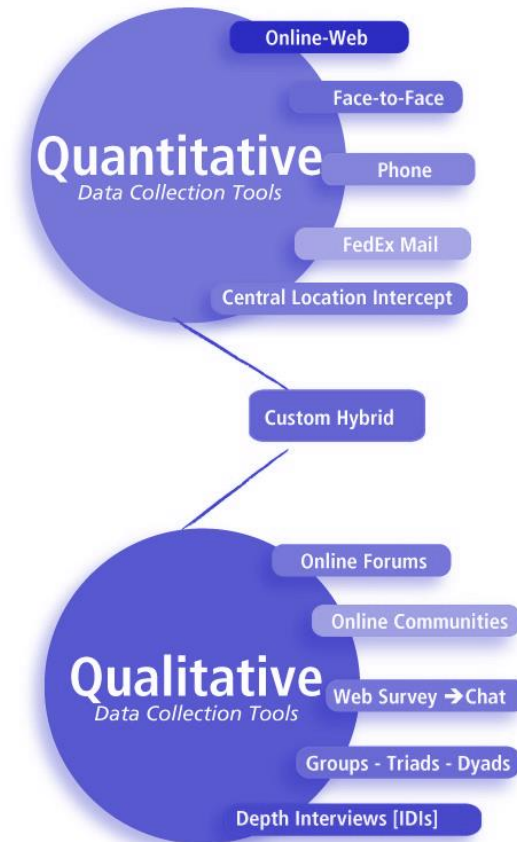 Online-Web
Face-to-Face
Quantitative
Data Collection Tools
Phone
FedEx Mail
Central Location Intercept
Custom Hybrid
Online Forums
Online Communities
Qualitative
Data Collection Tools
Web Survey ➔Chat
Groups - Triads - Dyads
Depth Interviews [IDIs]